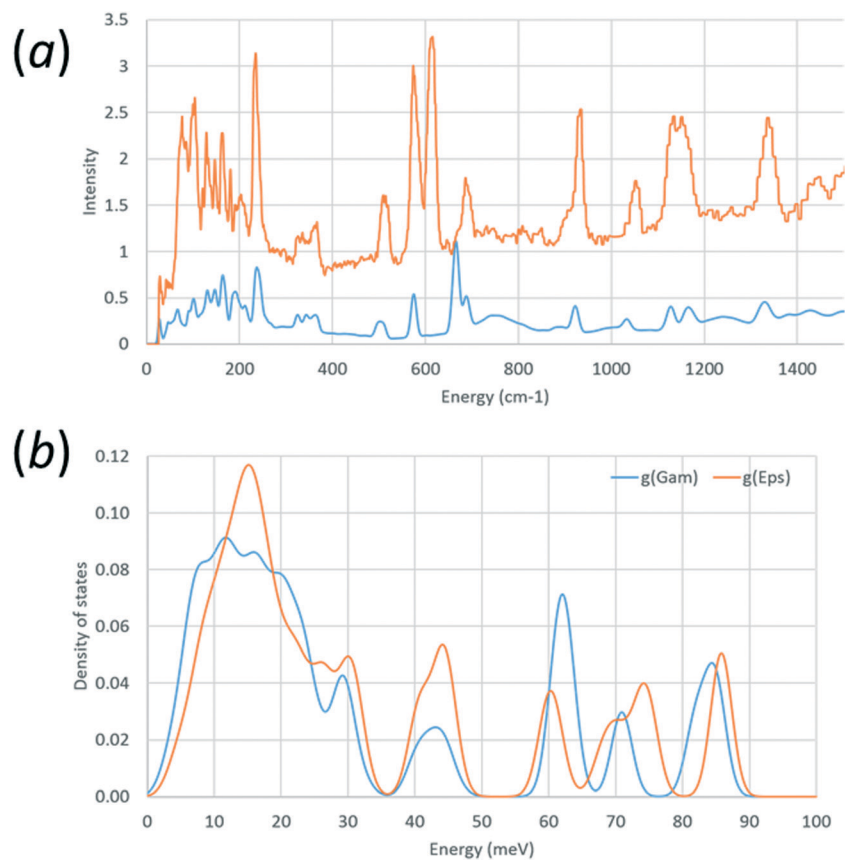 (a)
3.5
3
2.5
2
1.5
1
0.5
0
Intensity
0 200 400 600 800 1000 1200 1400
Energy (cm-1)
(b)
0.12
0.10
0.08
0.06
0.04
0.02
0.00
Density of states
g(Gam) g(Eps)
0 10 20 30 40 50 60 70 80 90 100
Energy (meV)